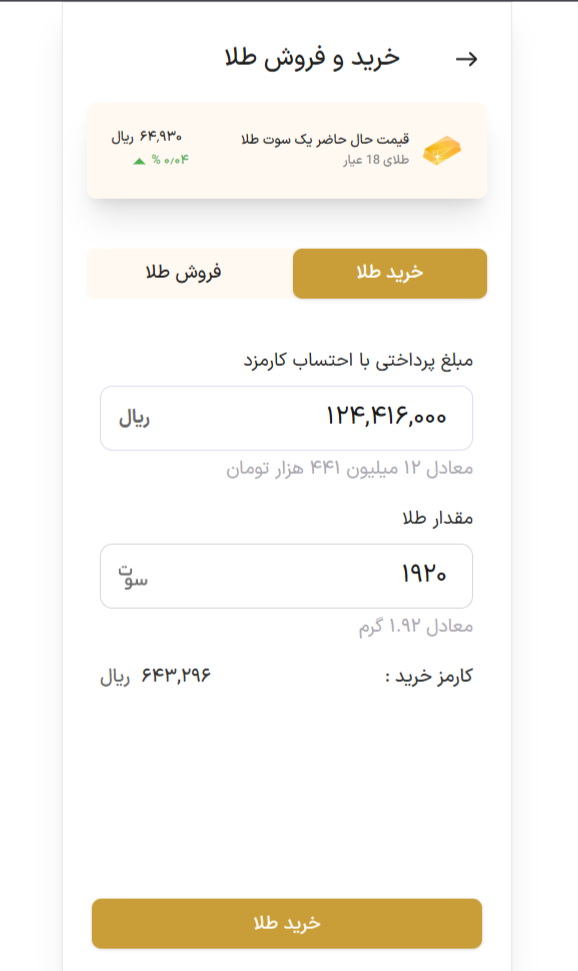 خرید و فروش طلا
قیمت حال حاضر یک سوت طلا
۶۴,۹۳۰ ریال
طلای 18 عیار
۰/۰۴ %
خرید طلا
فروش طلا
مبلغ پرداختی با احتساب کارمزد
۱۲۴,۴۱۶,۰۰۰
ریال
معادل ۱۲ میلیون ۴۴۱ هزار تومان
مقدار طلا
۱۹۲۰
سوت
معادل ۱.۹۲ گرم
کارمز خرید :
۶۴۳,۲۹۶ ریال
خرید طلا